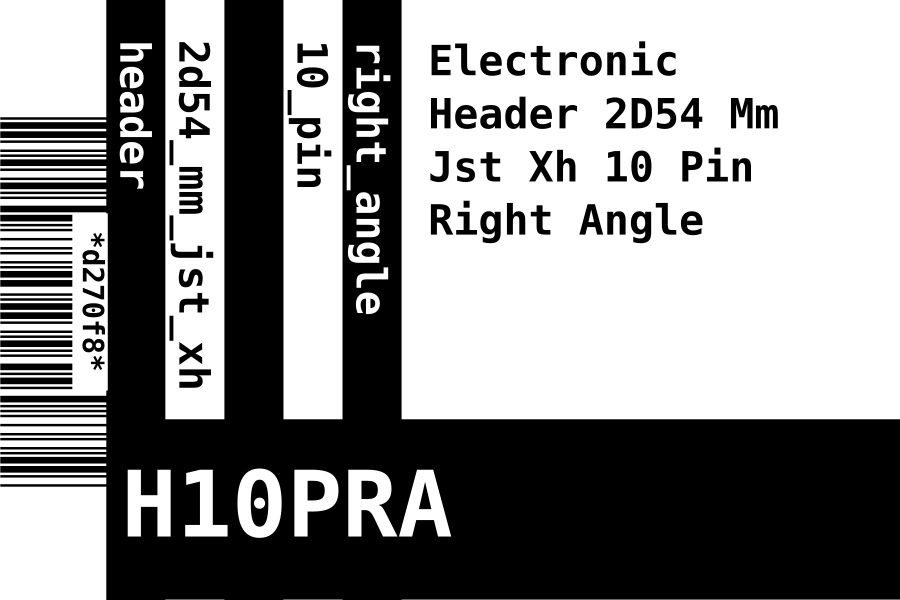 *d270f8*
header
2d54_mm_jst_xh
10_pin
right_angle
Electronic
Header 2D54 Mm
Jst Xh 10 Pin
Right Angle
H10PRA